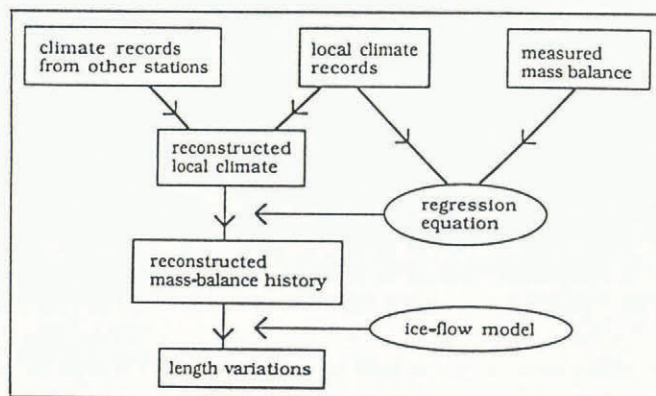 climate records
from other stations
local climate
records
measured
mass balance
reconstructed
local climate
regression
equation
reconstructed
mass-balance history
ice-flow model
length variations